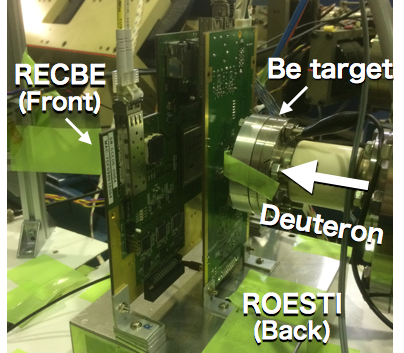 RECBE
(Front)
Be target
Deuteron
ROESTI
(Back)